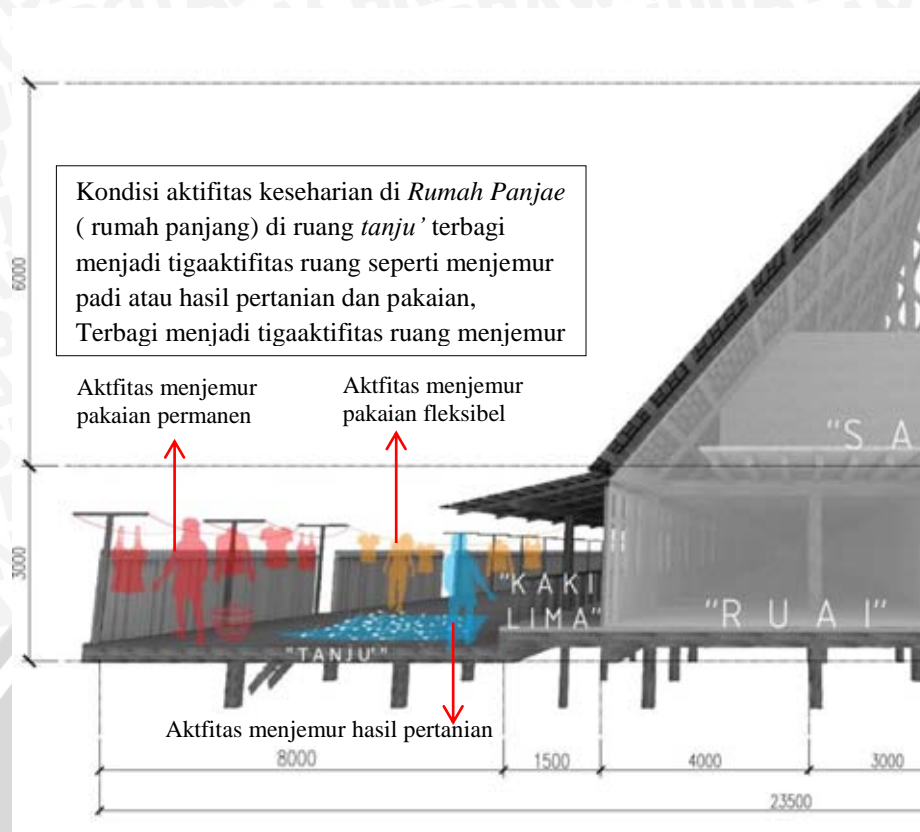 Kondisi aktifitas keseharian di Rumah Panjae
( rumah panjang) di ruang tanju’ terbagi
menjadi tigaaktifitas ruang seperti menjemur
padi atau hasil pertanian dan pakaian,
Terbagi menjadi tigaaktifitas ruang menjemur
Aktfitas menjemur
pakaian permanen
Aktfitas menjemur
pakaian fleksibel
6000
"S A
3000
"KAKI
LIMA"
"R U A I"
"TANJU'"
Aktfitas menjemur hasil pertanian
8000
1500
4000
3000
23500